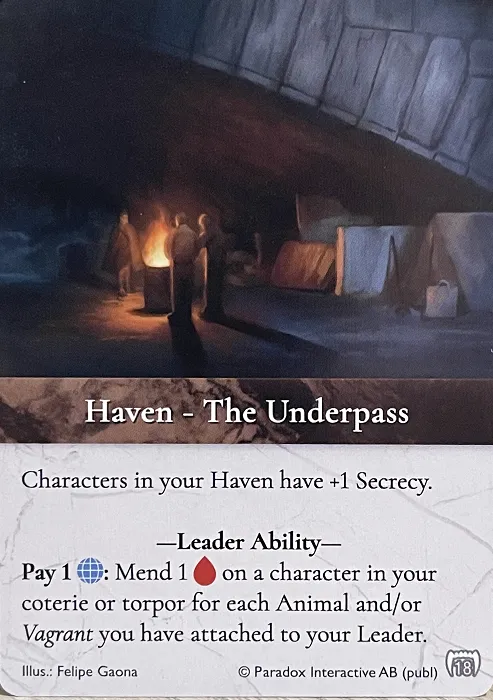 Haven - The Underpass
Characters in your Haven have +1 Secrecy.
—Leader Ability—
Pay 1 : Mend 1 on a character in your
coterie or torpor for each Animal and/or
Vagrant you have attached to your Leader.
Illus.: Felipe Gaona © Paradox Interactive AB (publ) 18